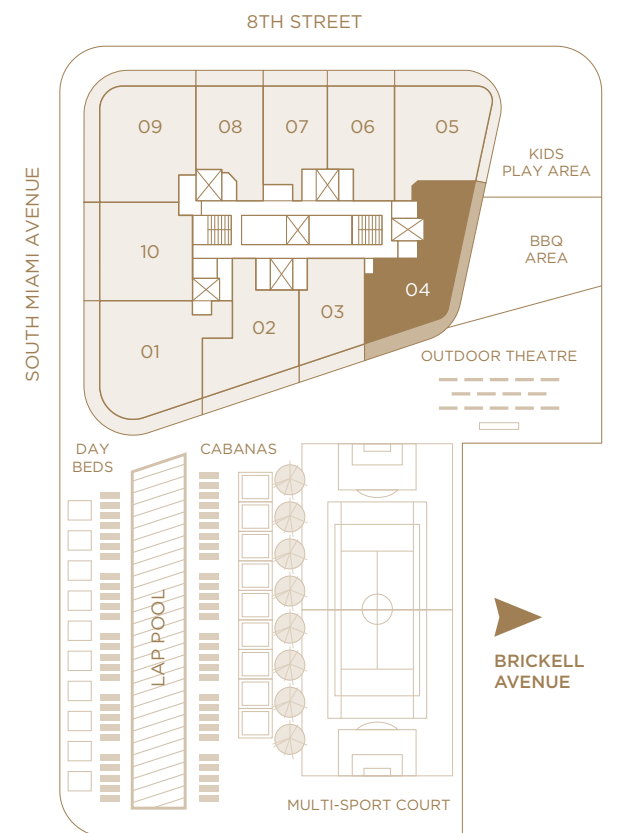 8TH STREET
09
08
07
06
05
KIDS
PLAY AREA
SOUTH MIAMI AVENUE
10
BBQ
AREA
04
03
02
01
OUTDOOR THEATRE
DAY
BEDS
CABANAS
LAP POOL
BRICKELL
AVENUE
MULTI-SPORT COURT